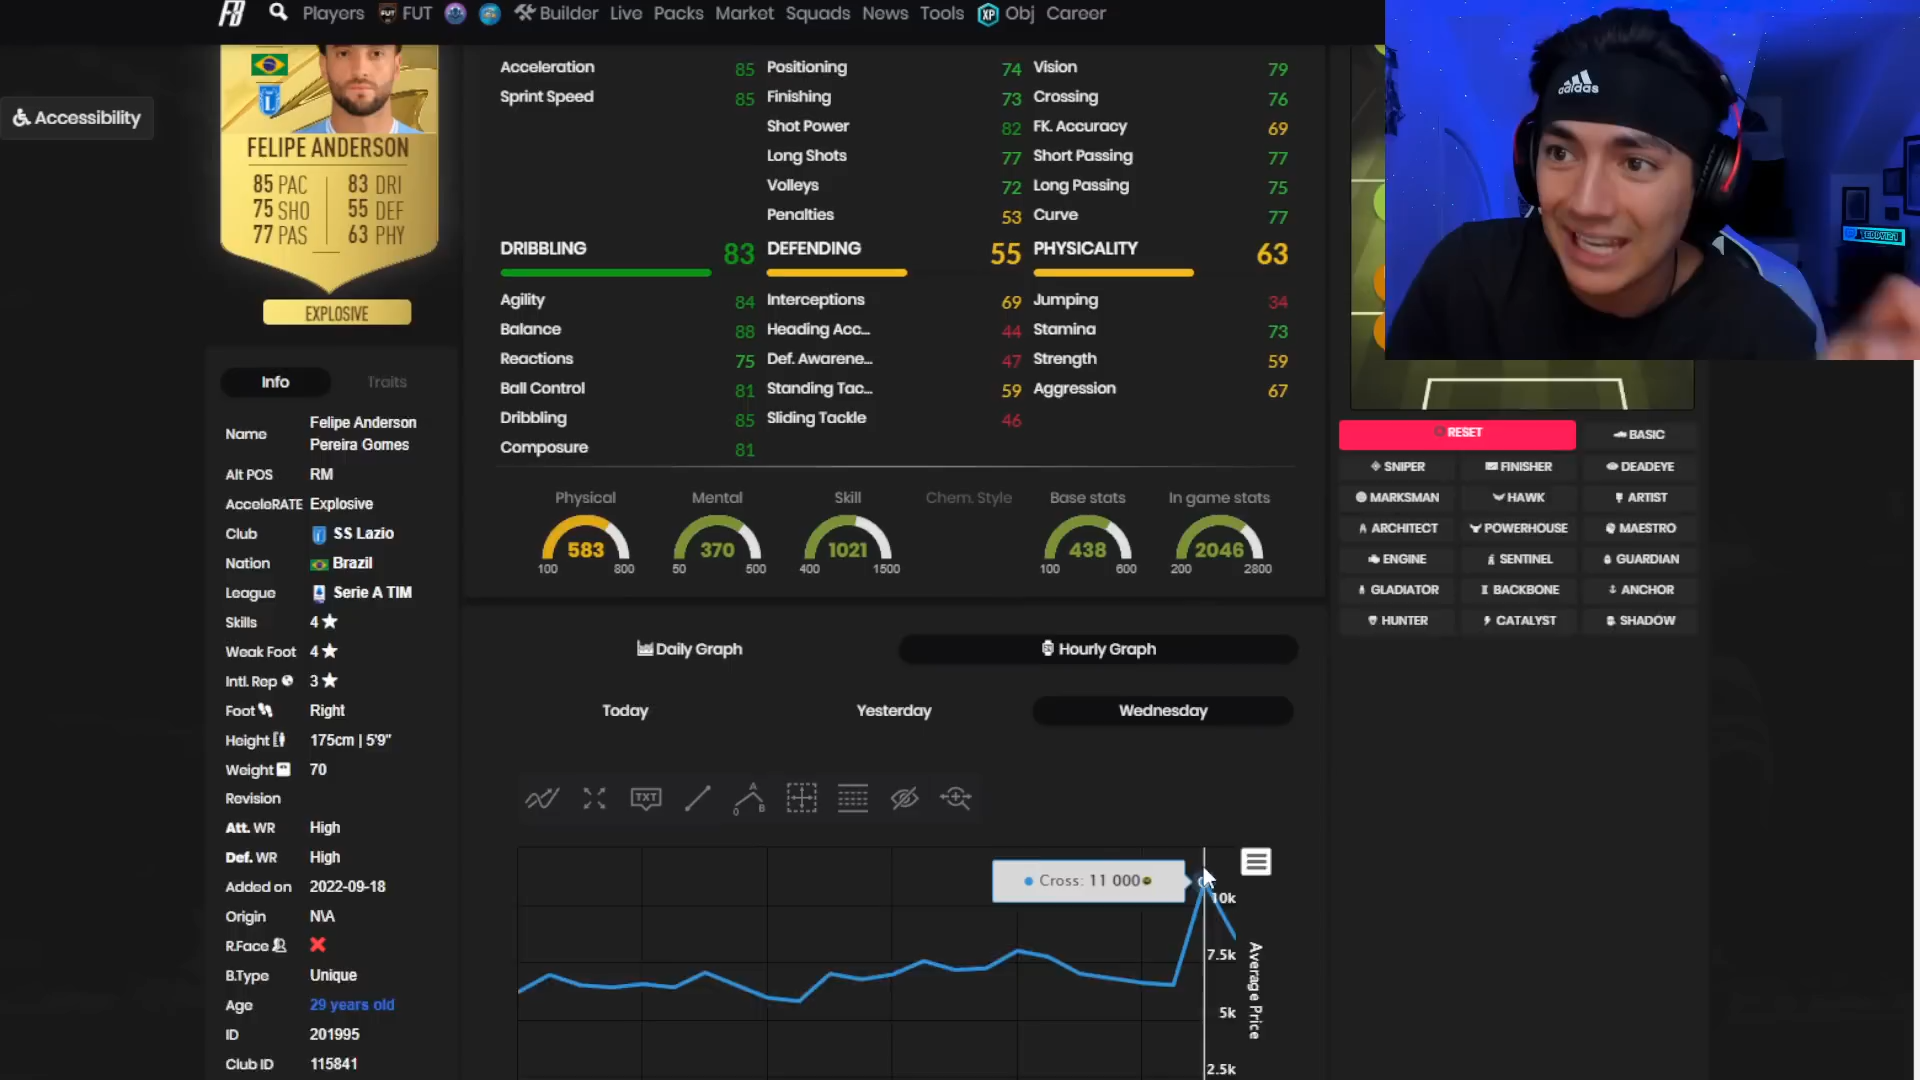 FB Players FUT Builder Live Packs Market Squads News Tools XP Obj Career
Accessibility
FELIPE ANDERSON
85 PAC 83 DRI
75 SHO 55 DEF
77 PAS 63 PHY
EXPLOSIVE
Info Traits
Name Felipe Anderson
Pereira Gomes
Alt POS RM
AcceleRATE Explosive
Club SS Lazio
Nation Brazil
League Serie A TIM
Skills 4
Weak Foot 4
Intl. Rep 3
Foot Right
Height 175cm | 5'9"
Weight 70
Revision
Att. WR High
Def. WR High
Added on 2022-09-18
Origin N\A
R.Face
B.Type Unique
Age 29 years old
ID 201995
Club ID 115841
Acceleration 85
Sprint Speed 85
Positioning 74
Finishing 73
Shot Power 82
Long Shots 77
Volleys 72
Penalties 53
Vision 79
Crossing 76
FK. Accuracy 69
Short Passing 77
Long Passing 75
Curve 77
DRIBBLING 83
Agility 84
Balance 88
Reactions 75
Ball Control 81
Dribbling 85
Composure 81
DEFENDING 55
Interceptions 69
Heading Acc... 44
Def. Awarene... 47
Standing Tac... 59
Sliding Tackle 46
PHYSICALITY 63
Jumping 34
Stamina 73
Strength 59
Aggression 67
Physical Mental Skill Chem. Style Base stats In game stats
583 370 1021 438 2046
100 800 50 500 400 1500 100 600 200 2800
Daily Graph Hourly Graph
Today Yesterday Wednesday
TXT
A
0 B
Cross: 11 000
10k
7.5k
5k
2.5k
Average Price
adidas
TEDDY121
RESET BASIC
SNIPER FINISHER DEADEYE
MARKSMAN HAWK ARTIST
ARCHITECT POWERHOUSE MAESTRO
ENGINE SENTINEL GUARDIAN
GLADIATOR BACKBONE ANCHOR
HUNTER CATALYST SHADOW